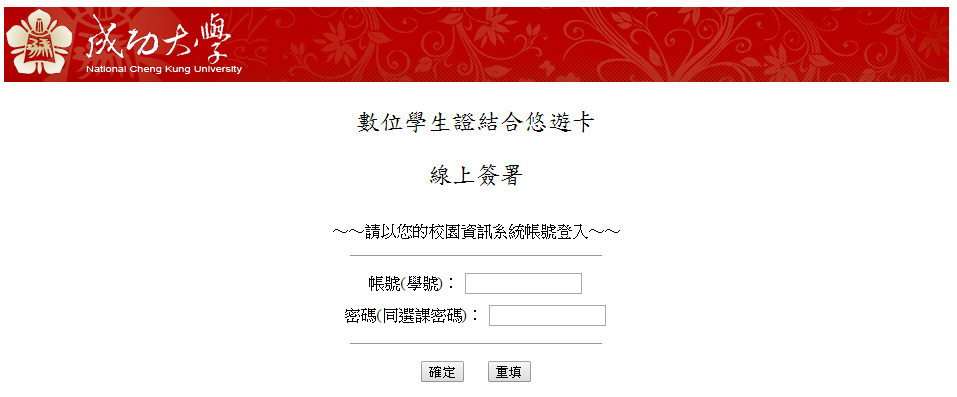 成功大學
National Cheng Kung University
數位學生證結合悠遊卡
線上簽署
～～請以您的校園資訊系統帳號登入～～
帳號(學號)：
密碼(同選課密碼)：
確定 重填